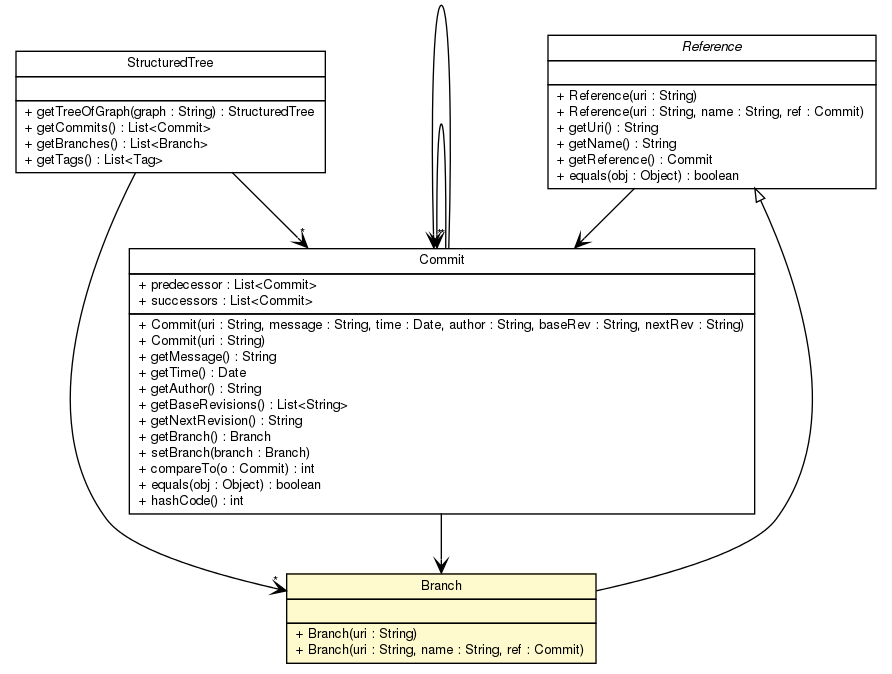 StructuredTree
+ getTreeOfGraph(graph : String) : StructuredTree
+ getCommits() : List<Commit>
+ getBranches() : List<Branch>
+ getTags() : List<Tag>
Reference
+ Reference(uri : String)
+ Reference(uri : String, name : String, ref : Commit)
+ getUri() : String
+ getName() : String
+ getReference() : Commit
+ equals(obj : Object) : boolean
*
*
*
Commit
+ predecessor : List<Commit>
+ successors : List<Commit>
+ Commit(uri : String, message : String, time : Date, author : String, baseRev : String, nextRev : String)
+ Commit(uri : String)
+ getMessage() : String
+ getTime() : Date
+ getAuthor() : String
+ getBaseRevisions() : List<String>
+ getNextRevision() : String
+ getBranch() : Branch
+ setBranch(branch : Branch)
+ compareTo(o : Commit) : int
+ equals(obj : Object) : boolean
+ hashCode() : int
*
Branch
+ Branch(uri : String)
+ Branch(uri : String, name : String, ref : Commit)